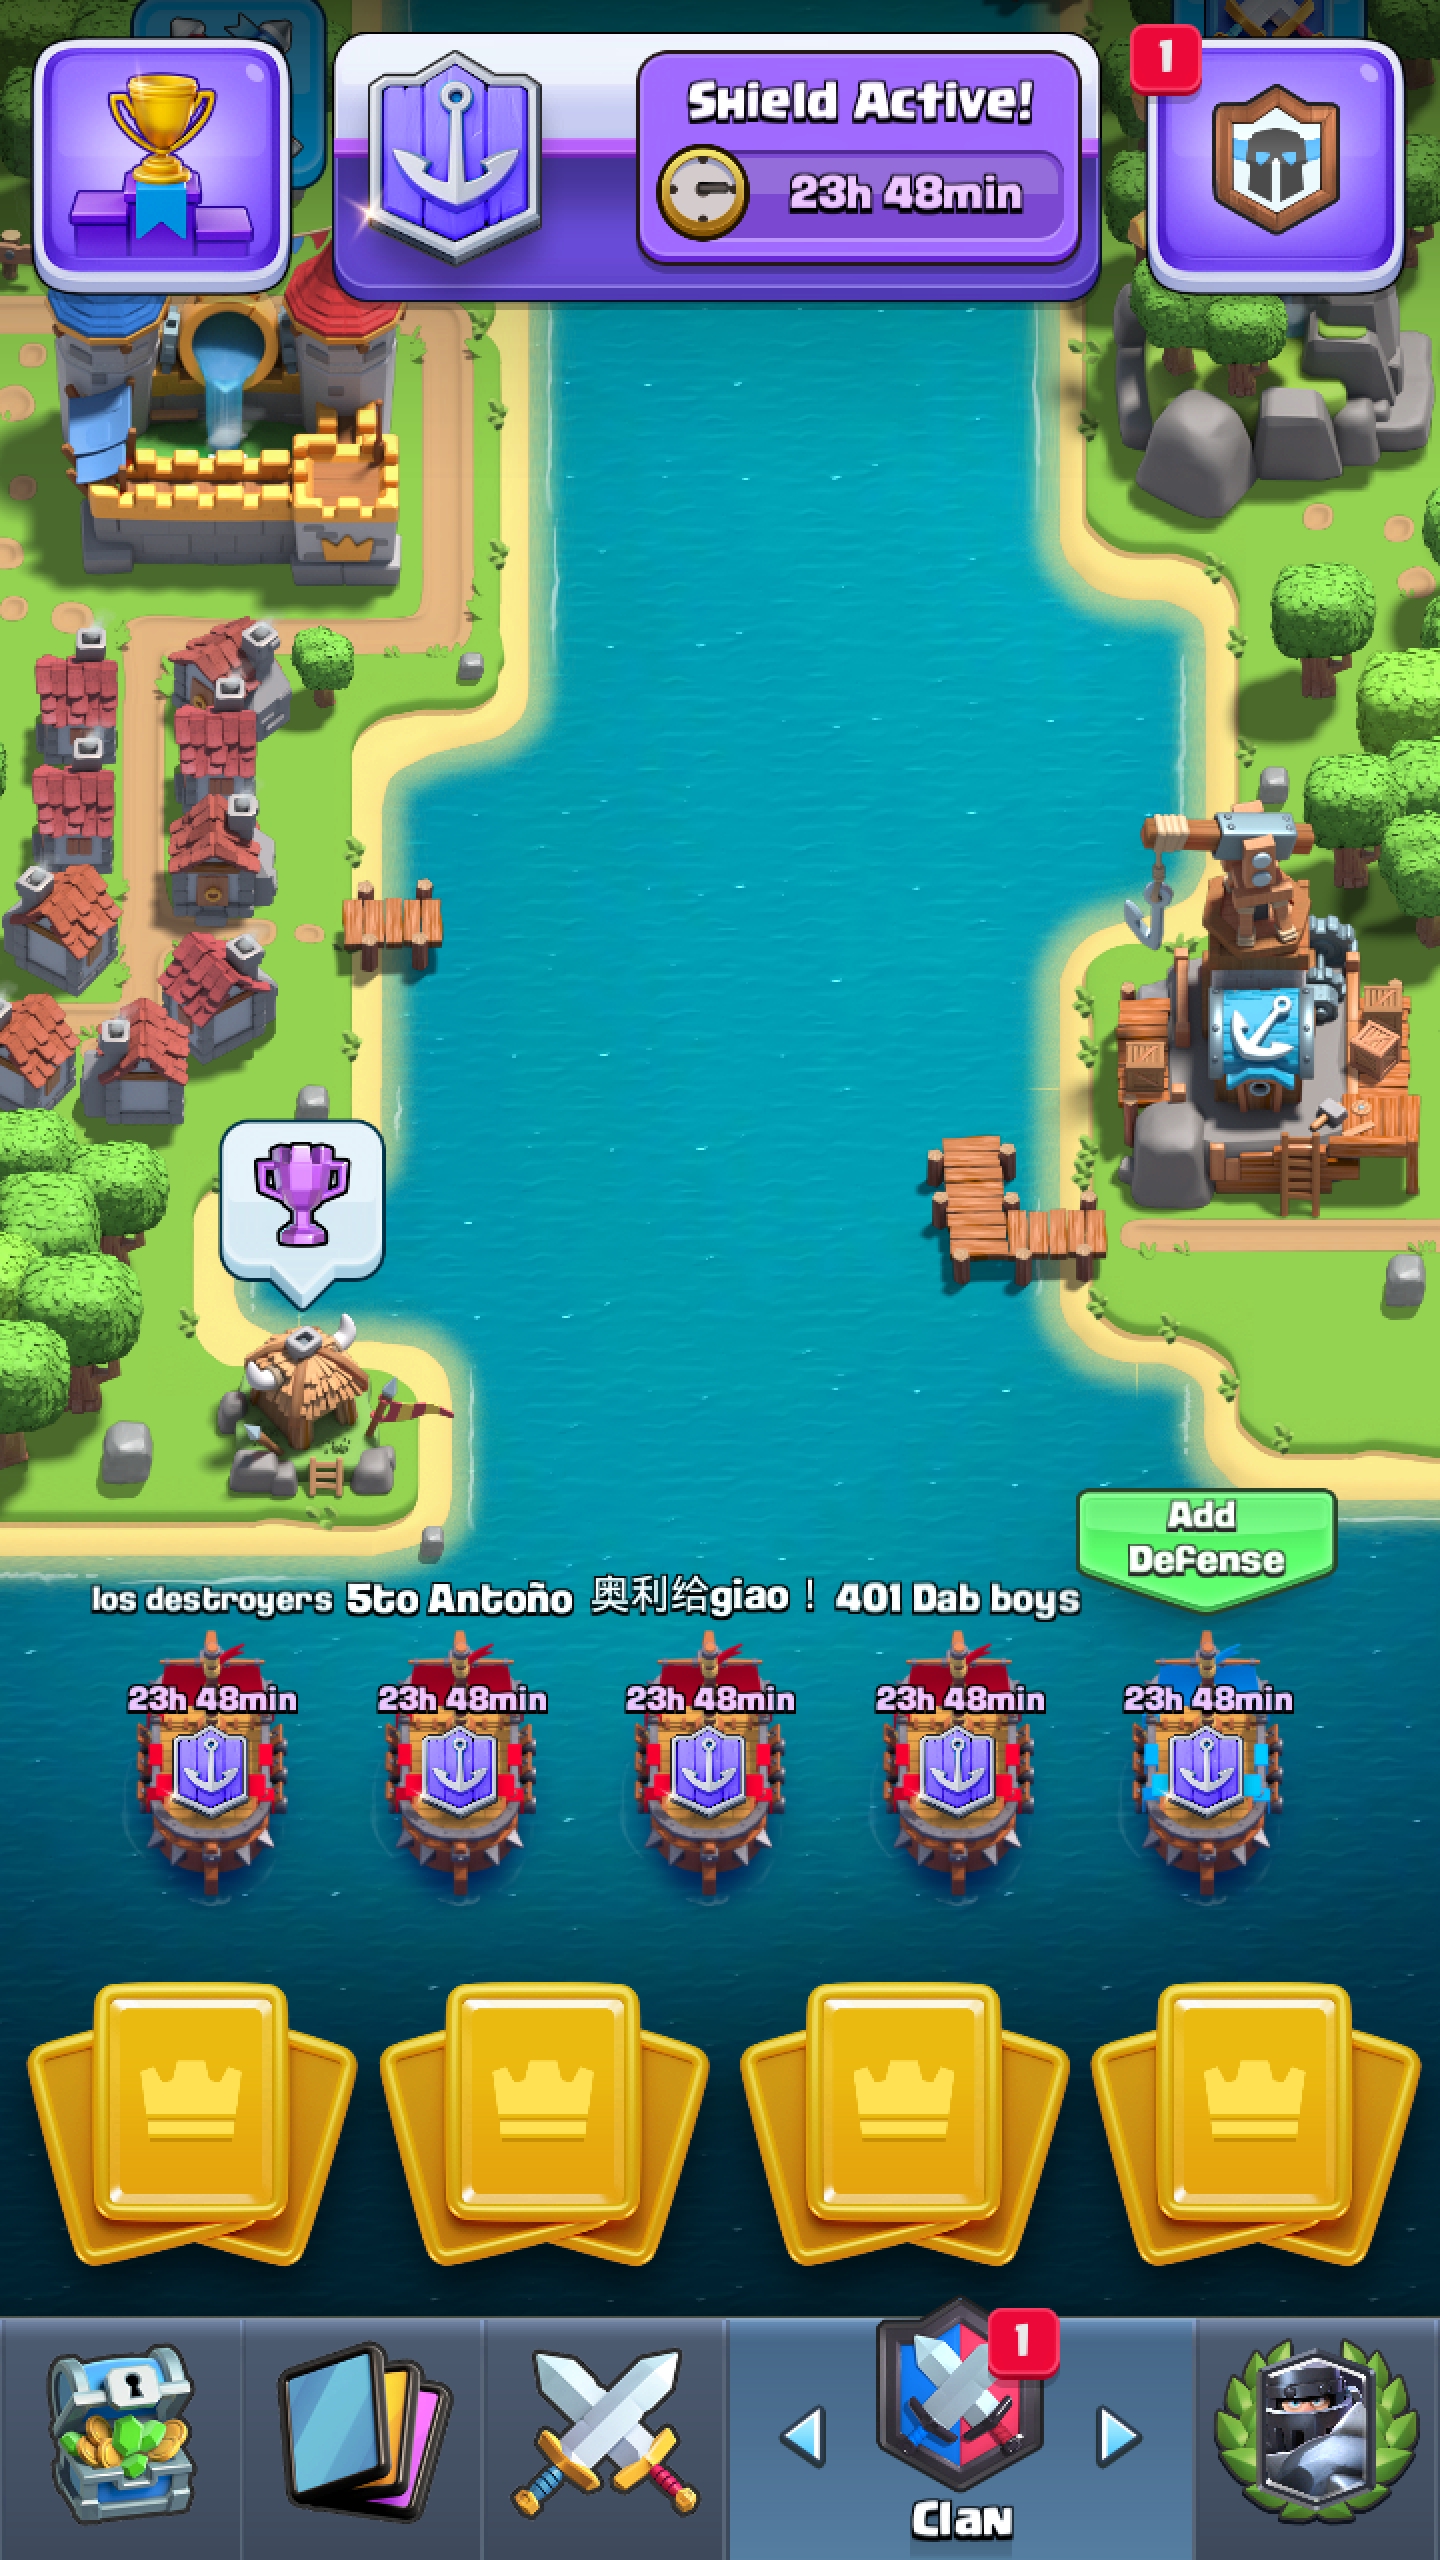 1
Shield Active!
23h 48min
Add
Defense
los destroyers 5to Antoño 奥利给giao！ 401 Dab boys
23h 48min 23h 48min 23h 48min 23h 48min 23h 48min
1
Clan